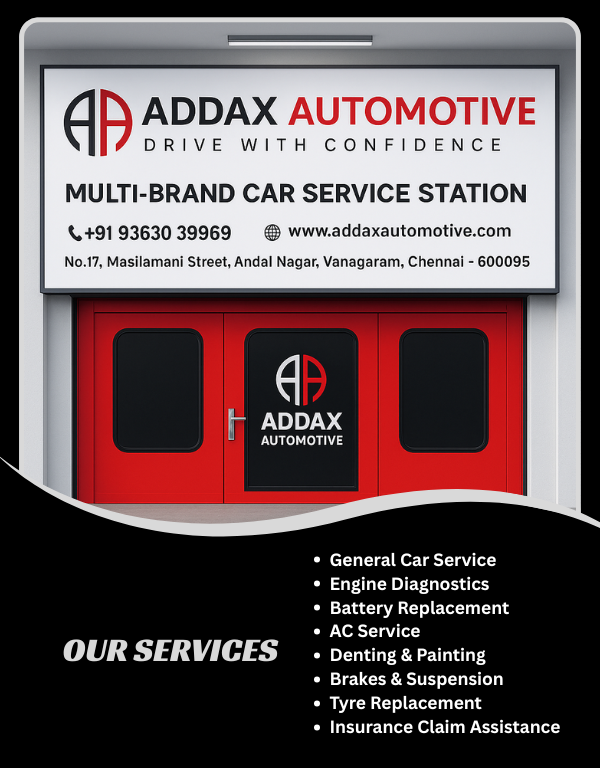 ADDAX AUTOMOTIVE
DRIVE WITH CONFIDENCE
MULTI-BRAND CAR SERVICE STATION
+91 93630 39969 www.addaxautomotive.com
No.17, Masilamani Street, Andal Nagar, Vanagaram, Chennai - 600095
ADDAX
AUTOMOTIVE
OUR SERVICES
• General Car Service
• Engine Diagnostics
• Battery Replacement
• AC Service
• Denting & Painting
• Brakes & Suspension
• Tyre Replacement
• Insurance Claim Assistance